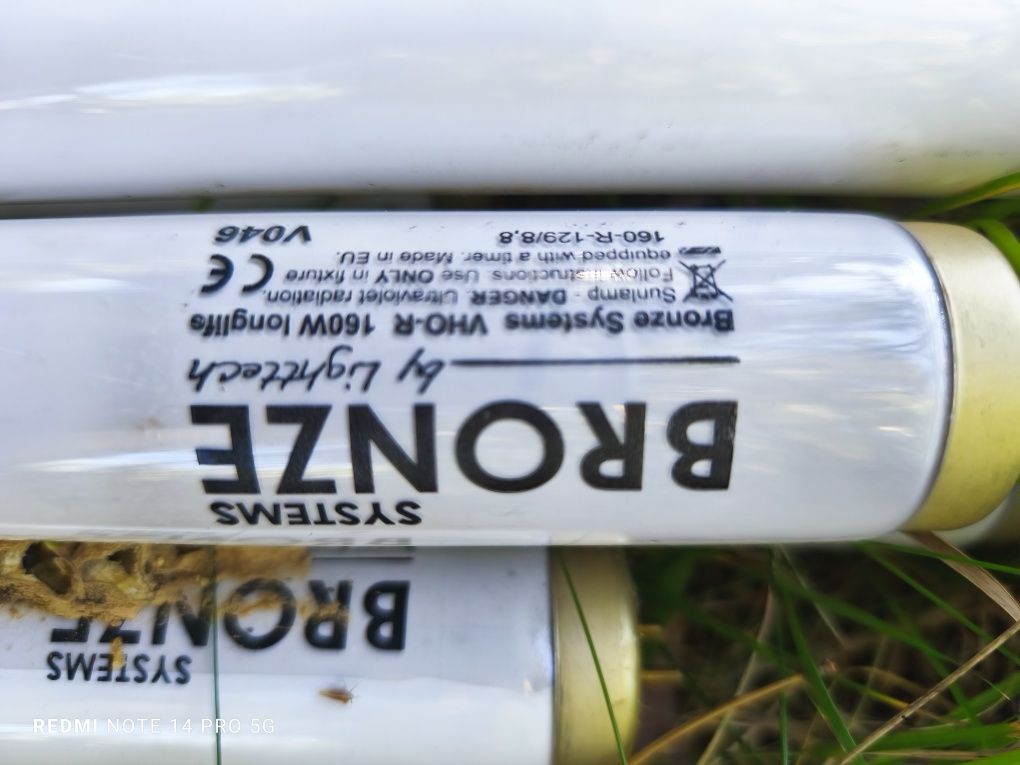 SYSTEMS
BRONZE
by Lighttech
Bronze Systems VHO-R 160W longlife
Sunlamp - DANGER. Ultraviolet radiation.
Follow instructions. Use ONLY in fixture
equipped with a timer. Made in EU.
160-R-129/8,8
CE
V046
SYSTEMS
BRONZE
REDMI NOTE 14 PRO 5G